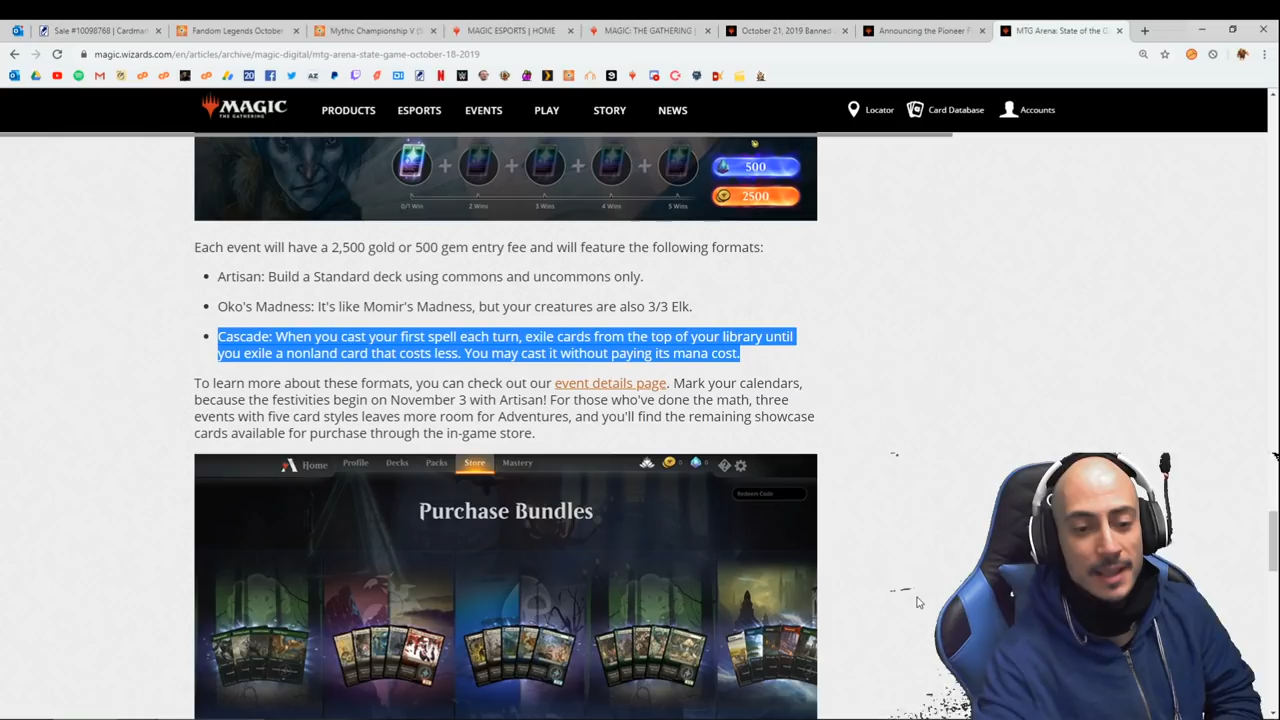 Sale #10098768 | Cardmar
Fandom Legends October
Mythic Championship V (5
MAGIC ESPORTS | HOME
MAGIC: THE GATHERING |
October 21, 2019 Banned
Announcing the Pioneer F
MTG Arena: State of the G
magic.wizards.com/en/articles/archive/magic-digital/mtg-arena-state-game-october-18-2019
MAGIC
THE GATHERING
PRODUCTS
ESPORTS
EVENTS
PLAY
STORY
NEWS
Locator
Card Database
Accounts
500
2500
0/1 Win
2 Wins
3 Wins
4 Wins
5 Wins
Each event will have a 2,500 gold or 500 gem entry fee and will feature the following formats:
• Artisan: Build a Standard deck using commons and uncommons only.
• Oko's Madness: It's like Momir's Madness, but your creatures are also 3/3 Elk.
• Cascade: When you cast your first spell each turn, exile cards from the top of your library until
you exile a nonland card that costs less. You may cast it without paying its mana cost.
To learn more about these formats, you can check out our event details page. Mark your calendars,
because the festivities begin on November 3 with Artisan! For those who've done the math, three
events with five card styles leaves more room for Adventures, and you'll find the remaining showcase
cards available for purchase through the in-game store.
Home
Profile
Decks
Packs
Store
Mastery
0
0
Redeem Code
Purchase Bundles